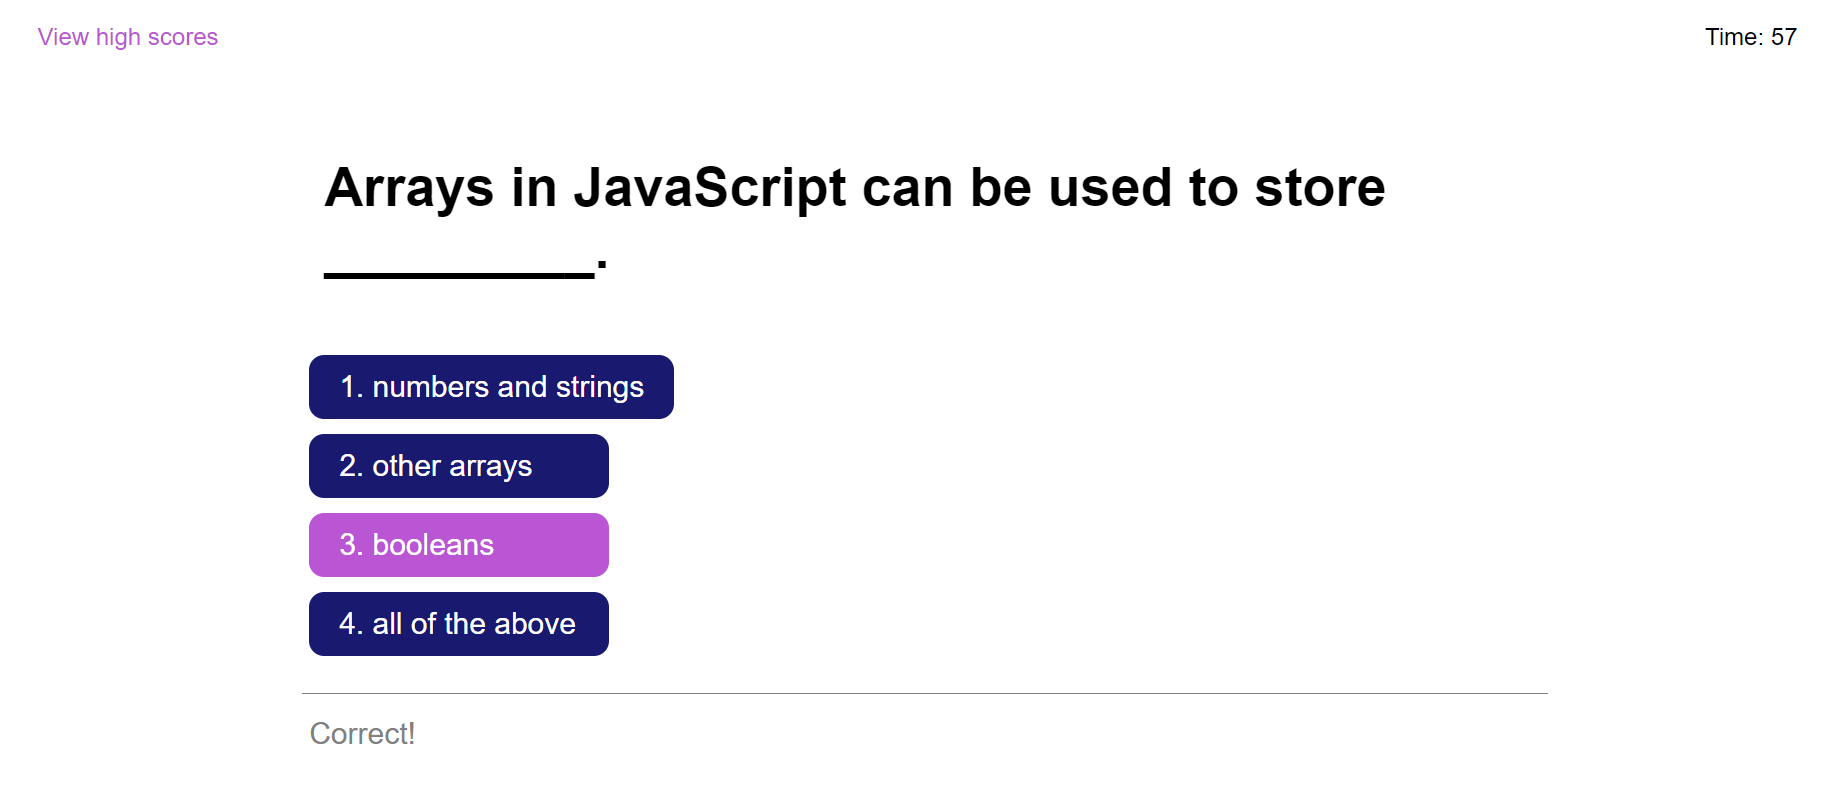 View high scores
Time: 57
Arrays in JavaScript can be used to store
__________.
1. numbers and strings
2. other arrays
3. booleans
4. all of the above
Correct!